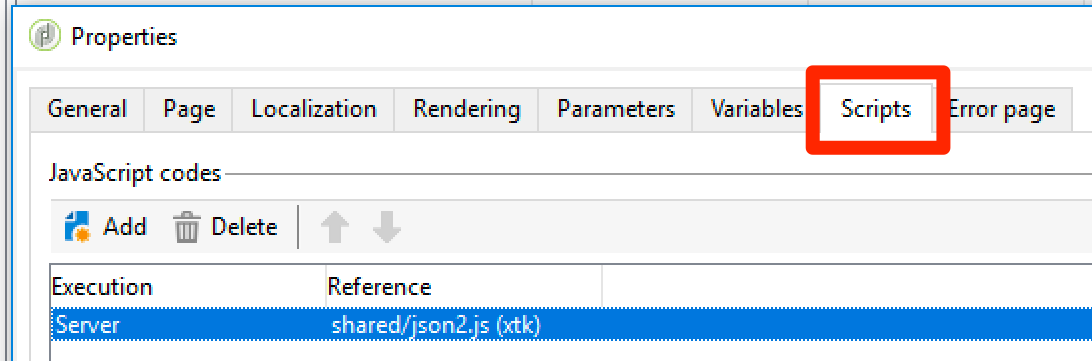 Properties
General Page Localization Rendering Parameters Variables Scripts Error page
JavaScript codes
Add Delete
Execution Reference
Server shared/json2.js (xtk)